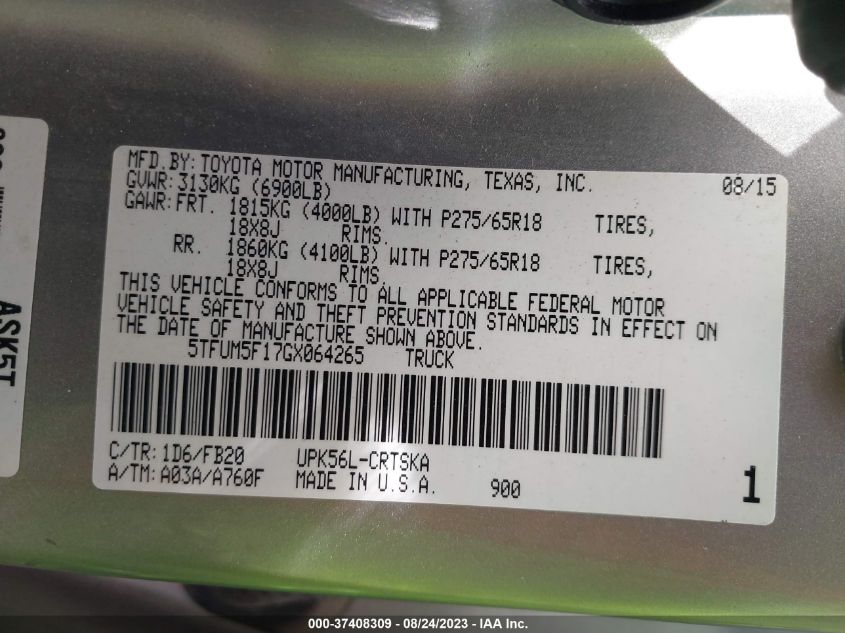 MFD.BY: TOYOTA MOTOR MANUFACTURING, TEXAS, INC. 08/15
GVWR: 3130KG (6900LB)
GAWR: FRT. 1815KG (4000LB) WITH P275/65R18 TIRES,
18X8J RIMS.
RR. 1860KG (4100LB) WITH P275/65R18 TIRES,
18X8J RIMS.
THIS VEHICLE CONFORMS TO ALL APPLICABLE FEDERAL MOTOR
VEHICLE SAFETY AND THEFT PREVENTION STANDARDS IN EFFECT ON
THE DATE OF MANUFACTURE SHOWN ABOVE.
5TFUM5F17GX064265 TRUCK
C/TR: 1D6/FB20 UPK56L-CRTSKA
A/TM: A03A/A760F MADE IN U.S.A. 900 1
ASK5T
000-37408309 - 08/24/2023 - UPK56L - IAA Inc.